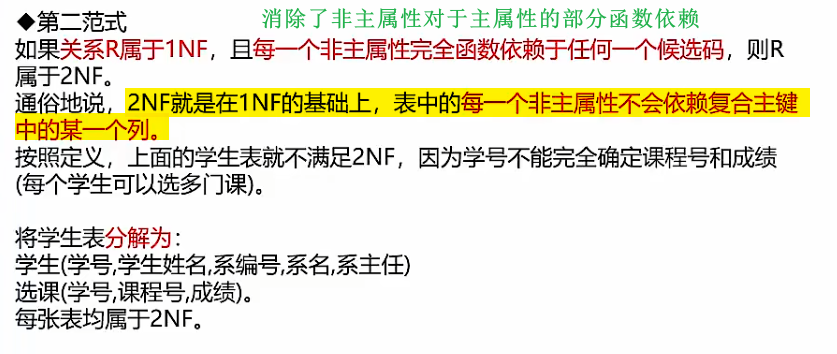 消除了非主属性对于主属性的部分函数依赖
◆第二范式
如果关系R属于1NF，且每一个非主属性完全函数依赖于任何一个候选码，则R
属于2NF。
通俗地说，2NF就是在1NF的基础上，表中的每一个非主属性不会依赖复合主键
中的某一个列。
按照定义，上面的学生表就不满足2NF，因为学号不能完全确定课程号和成绩
(每个学生可以选多门课)。
将学生表分解为：
学生(学号,学生姓名,系编号,系名,系主任)
选课(学号,课程号,成绩)。
每张表均属于2NF。